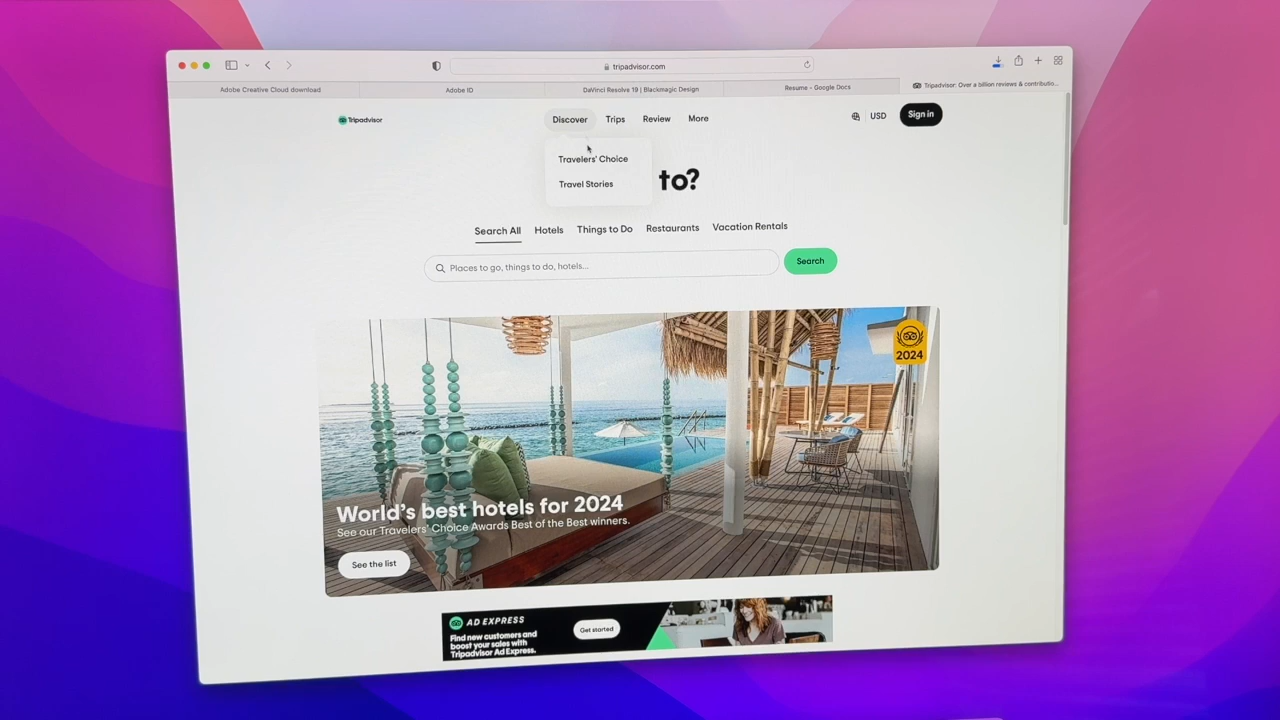 tripadvisor.com
Adobe Creative Cloud download
Adobe ID
DaVinci Resolve 19 | Blackmagic Design
Resume - Google Docs
Tripadvisor: Over a billion reviews & contributio...
Tripadvisor
Discover
Trips
Review
More
USD
Sign in
Travelers' Choice
Travel Stories
to?
Search All
Hotels
Things to Do
Restaurants
Vacation Rentals
Places to go, things to do, hotels...
Search
2024
World's best hotels for 2024
See our Travelers' Choice Awards Best of the Best winners.
See the list
AD EXPRESS
Find new customers and
boost your sales with
Tripadvisor Ad Express.
Get started